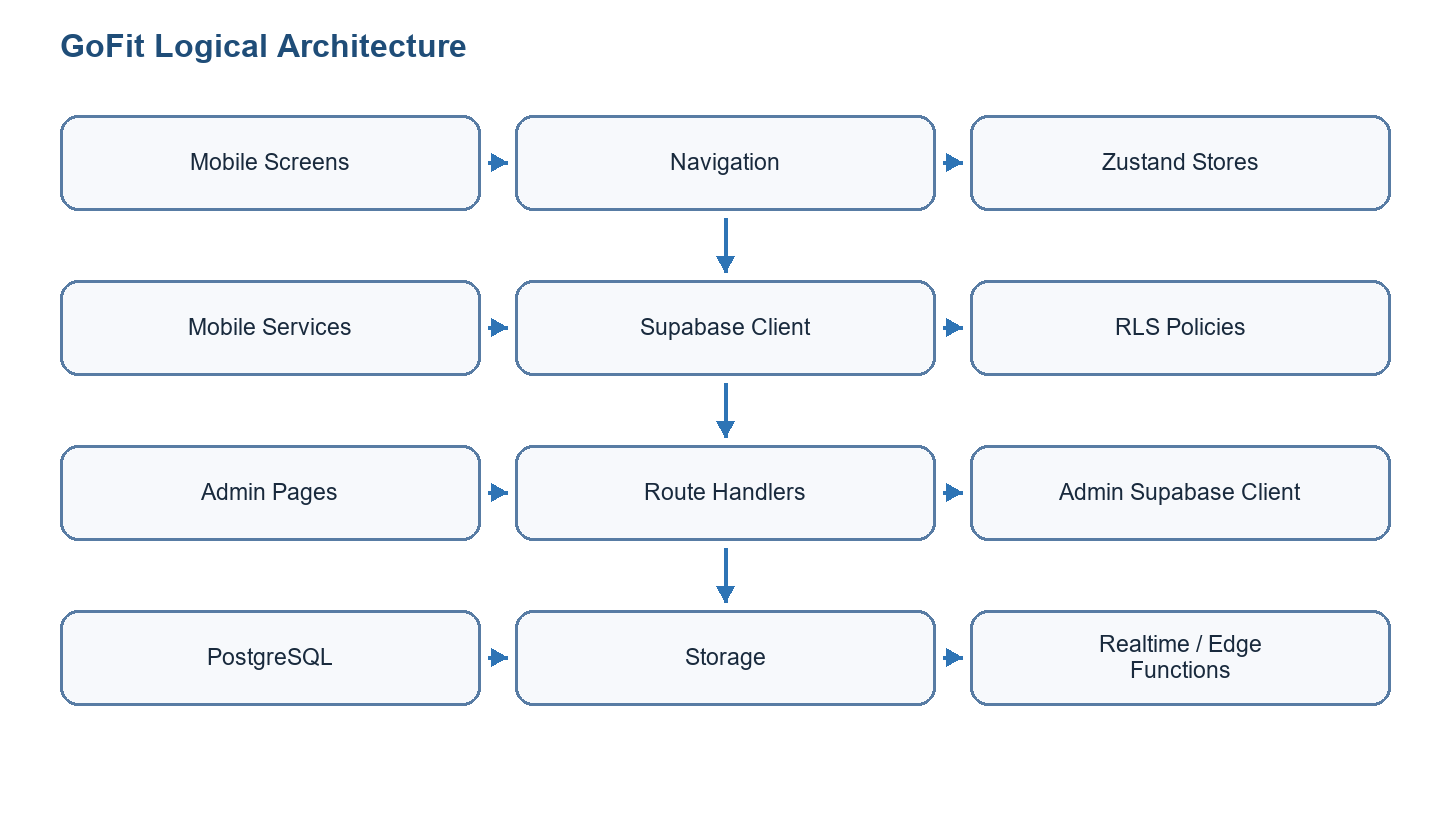 GoFit Logical Architecture
Mobile Screens
Navigation
Zustand Stores
Mobile Services
Supabase Client
RLS Policies
Admin Pages
Route Handlers
Admin Supabase Client
PostgreSQL
Storage
Realtime / Edge
Functions